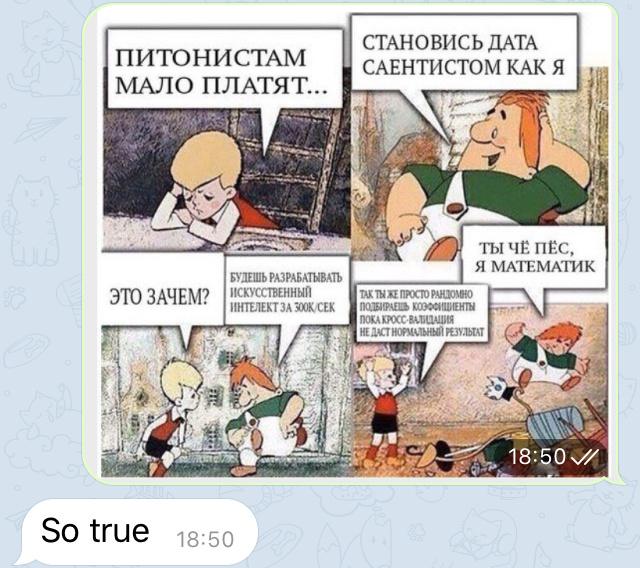 ПИТОНИСТАМ
МАЛО ПЛАТЯТ...
СТАНОВИСЬ ДАТА
САЕНТИСТОМ КАК Я
ЭТО ЗАЧЕМ?
БУДЕШЬ РАЗРАБАТЫВАТЬ
ИСКУССТВЕННЫЙ
ИНТЕЛЕКТ ЗА 300К/СЕК
ТАК ТЫ ЖЕ ПРОСТО РАНДОМНО
ПОДБИРАЕШЬ КОЭФФИЦИЕНТЫ
ПОКА КРОСС-ВАЛИДАЦИЯ
НЕ ДАСТ НОРМАЛЬНЫЙ РЕЗУЛЬТАТ
ТЫ ЧЁ ПЁС,
Я МАТЕМАТИК
18:50
So true 18:50